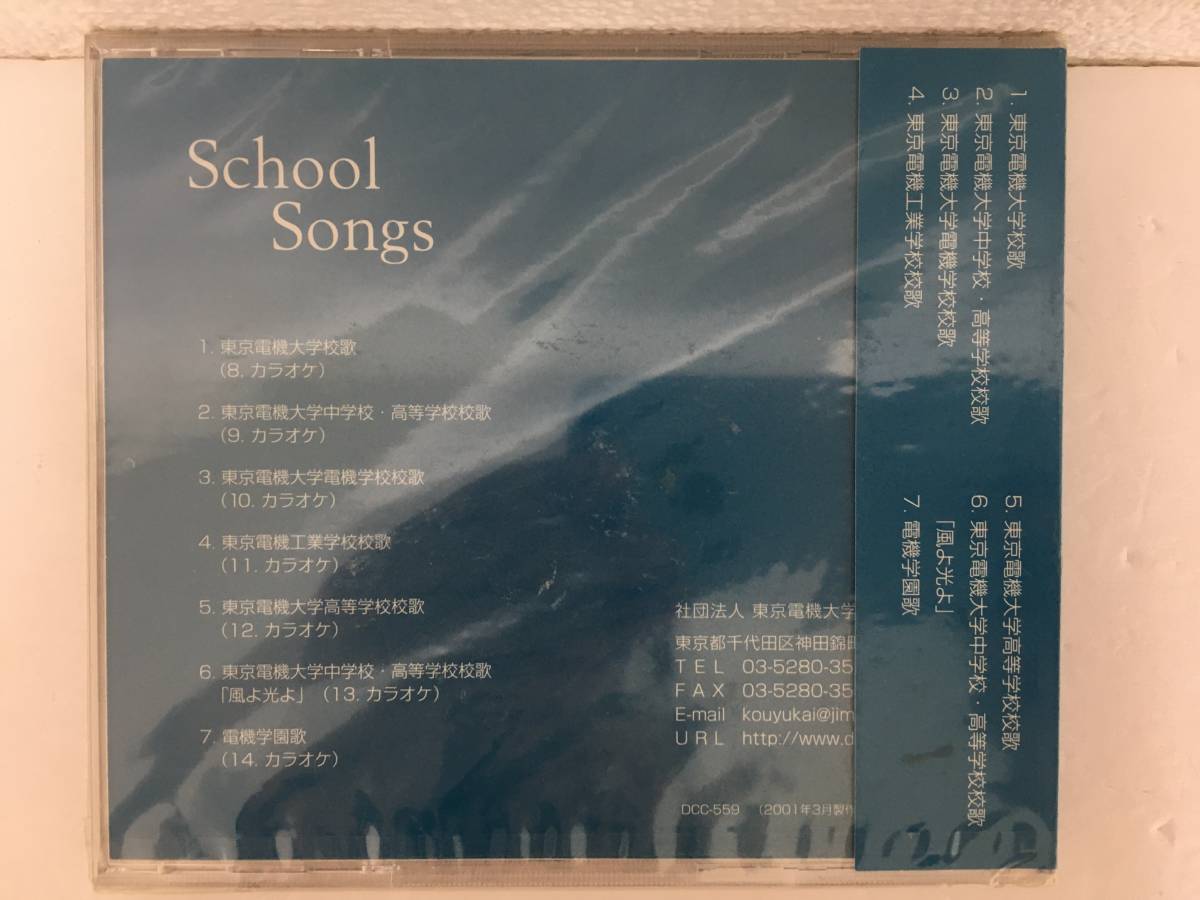 School
Songs
1. 東京電機大学校歌
(8. カラオケ)
2. 東京電機大学中学校・高等学校校歌
(9. カラオケ)
3. 東京電機大学電機学校校歌
(10. カラオケ)
4. 東京電機工業学校校歌
(11. カラオケ)
5. 東京電機大学高等学校校歌
(12. カラオケ)
6. 東京電機大学中学校・高等学校校歌
「風よ光よ」(13. カラオケ)
7. 電機学園歌
(14. カラオケ)
社団法人 東京電機大学
東京都千代田区神田錦町
TEL 03-5280-35
FAX 03-5280-35
E-mail kouyukai@jim
URL http://www.d
DCC-559 (2001年3月製作
1. 東京電機大学校歌
2. 東京電機大学中学校・高等学校校歌
3. 東京電機大学電機学校校歌
4. 東京電機工業学校校歌
5. 東京電機大学高等学校校歌
6. 東京電機大学中学校・高等学校校歌
「風よ光よ」
7. 電機学園歌